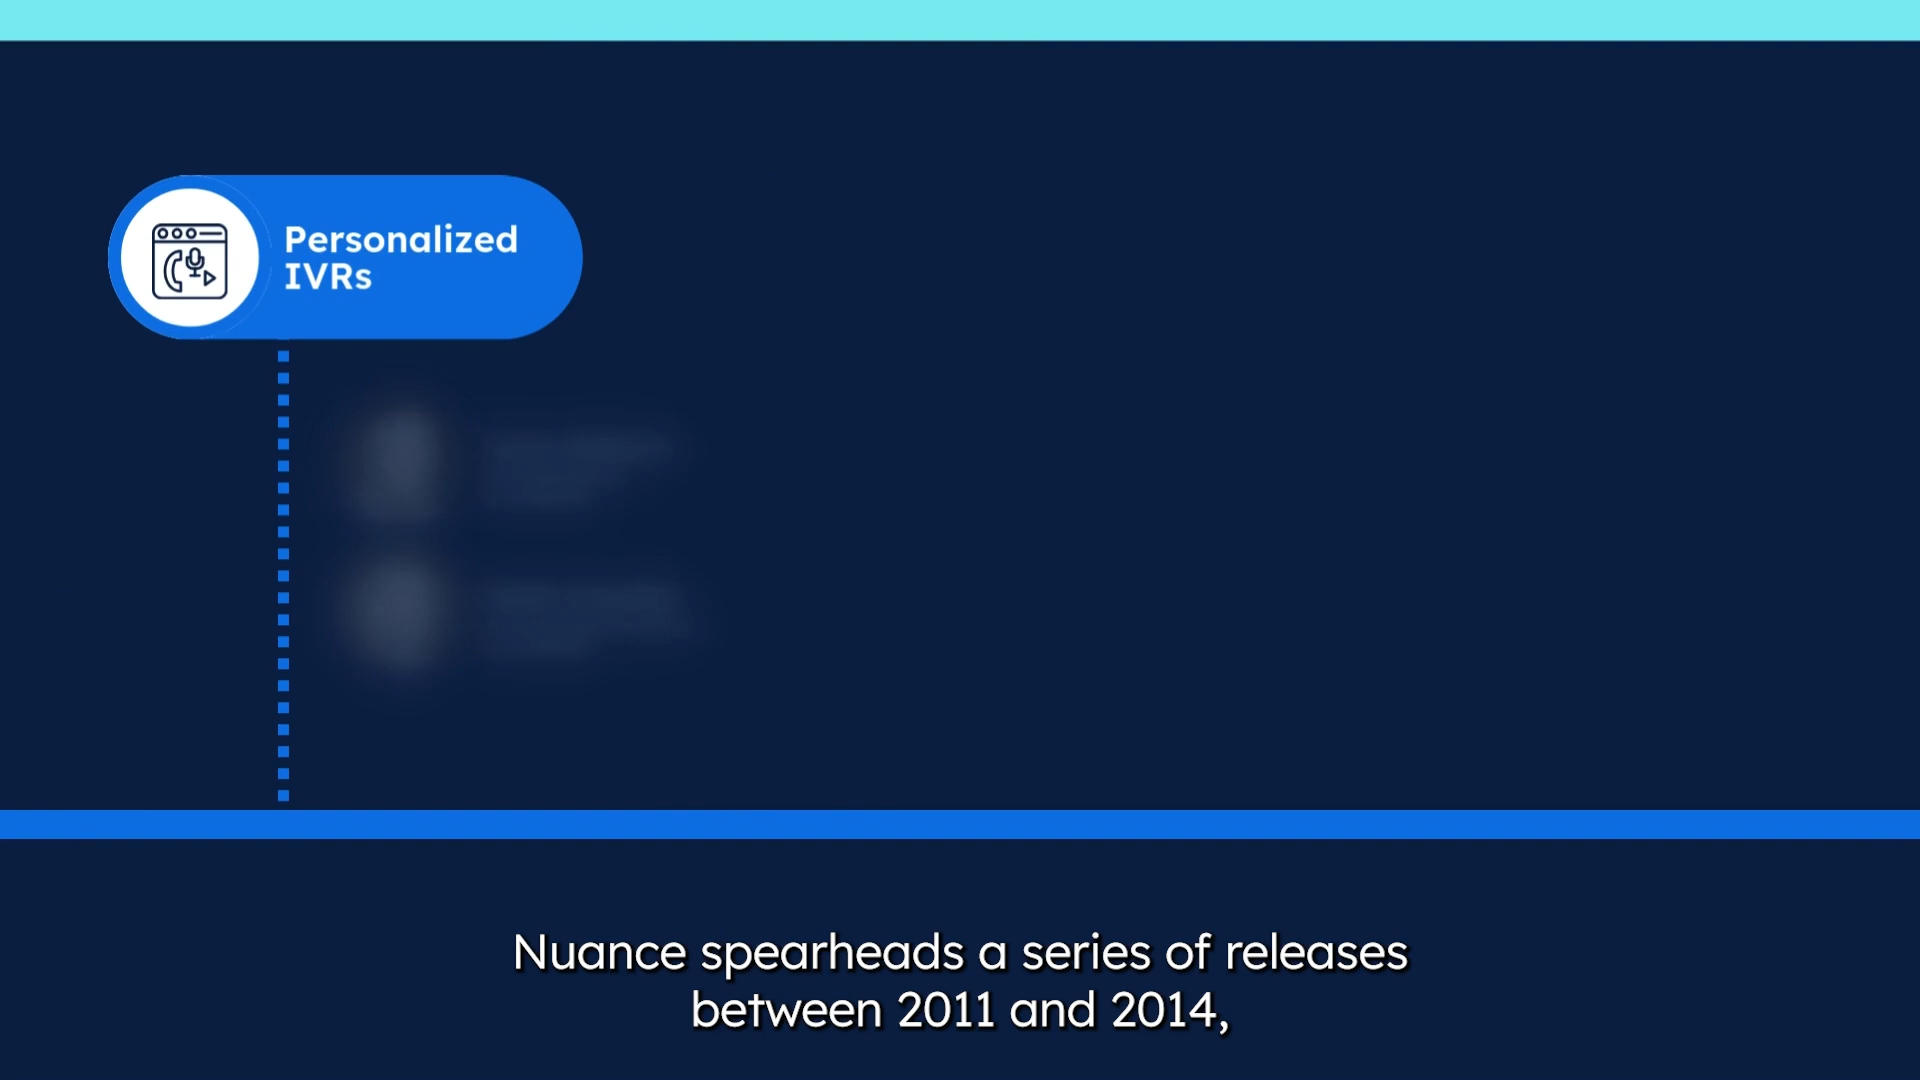 Personalized
IVRs
Nuance spearheads a series of releases
between 2011 and 2014,